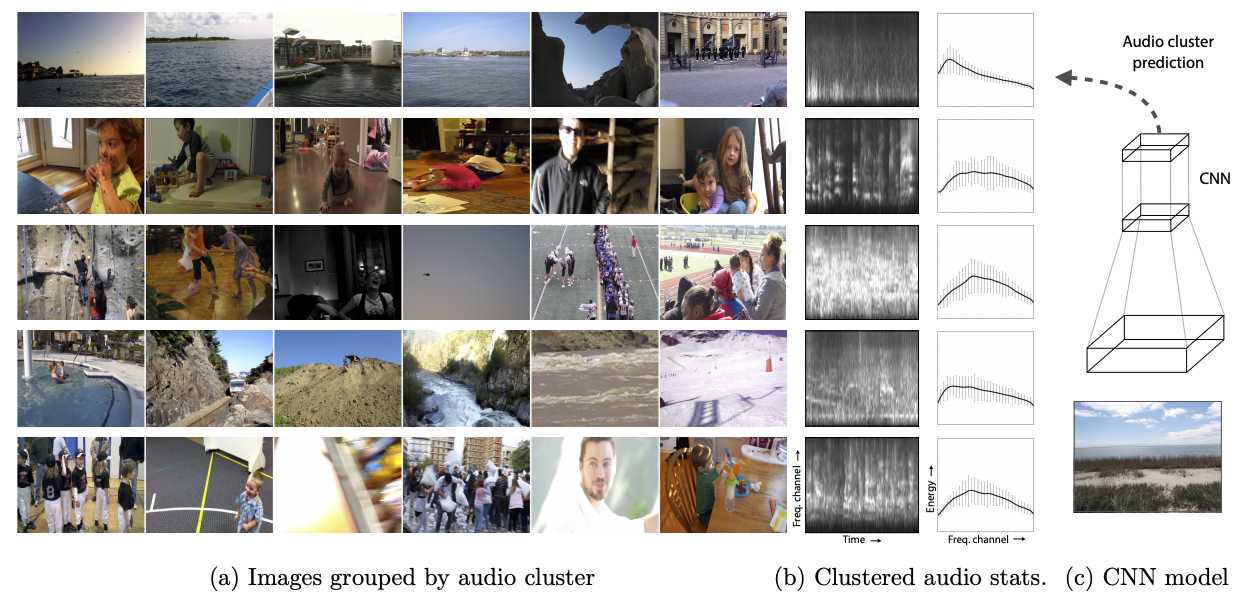 Audio cluster
prediction
CNN
Freq. channel
Time
Energy
Freq. channel
8
(a) Images grouped by audio cluster
(b) Clustered audio stats.
(c) CNN model